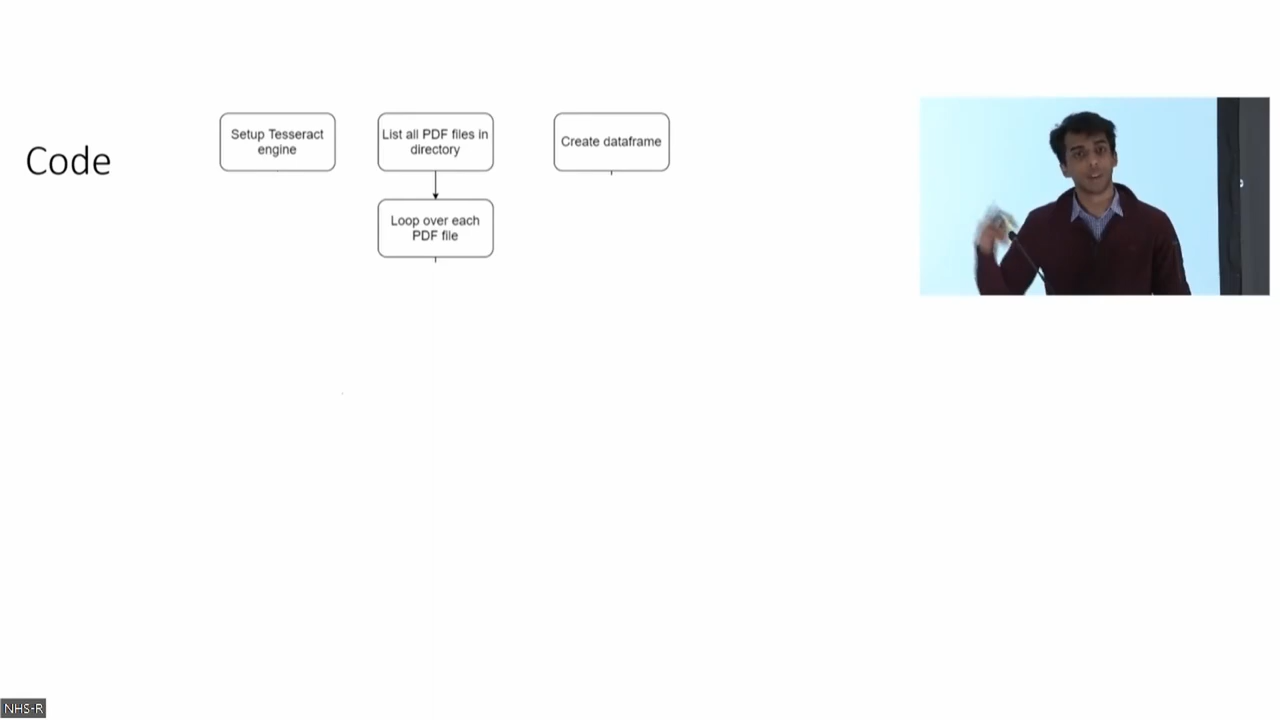 Code
Setup Tesseract
engine
List all PDF files in
directory
Create dataframe
Loop over each
PDF file
NHS-R